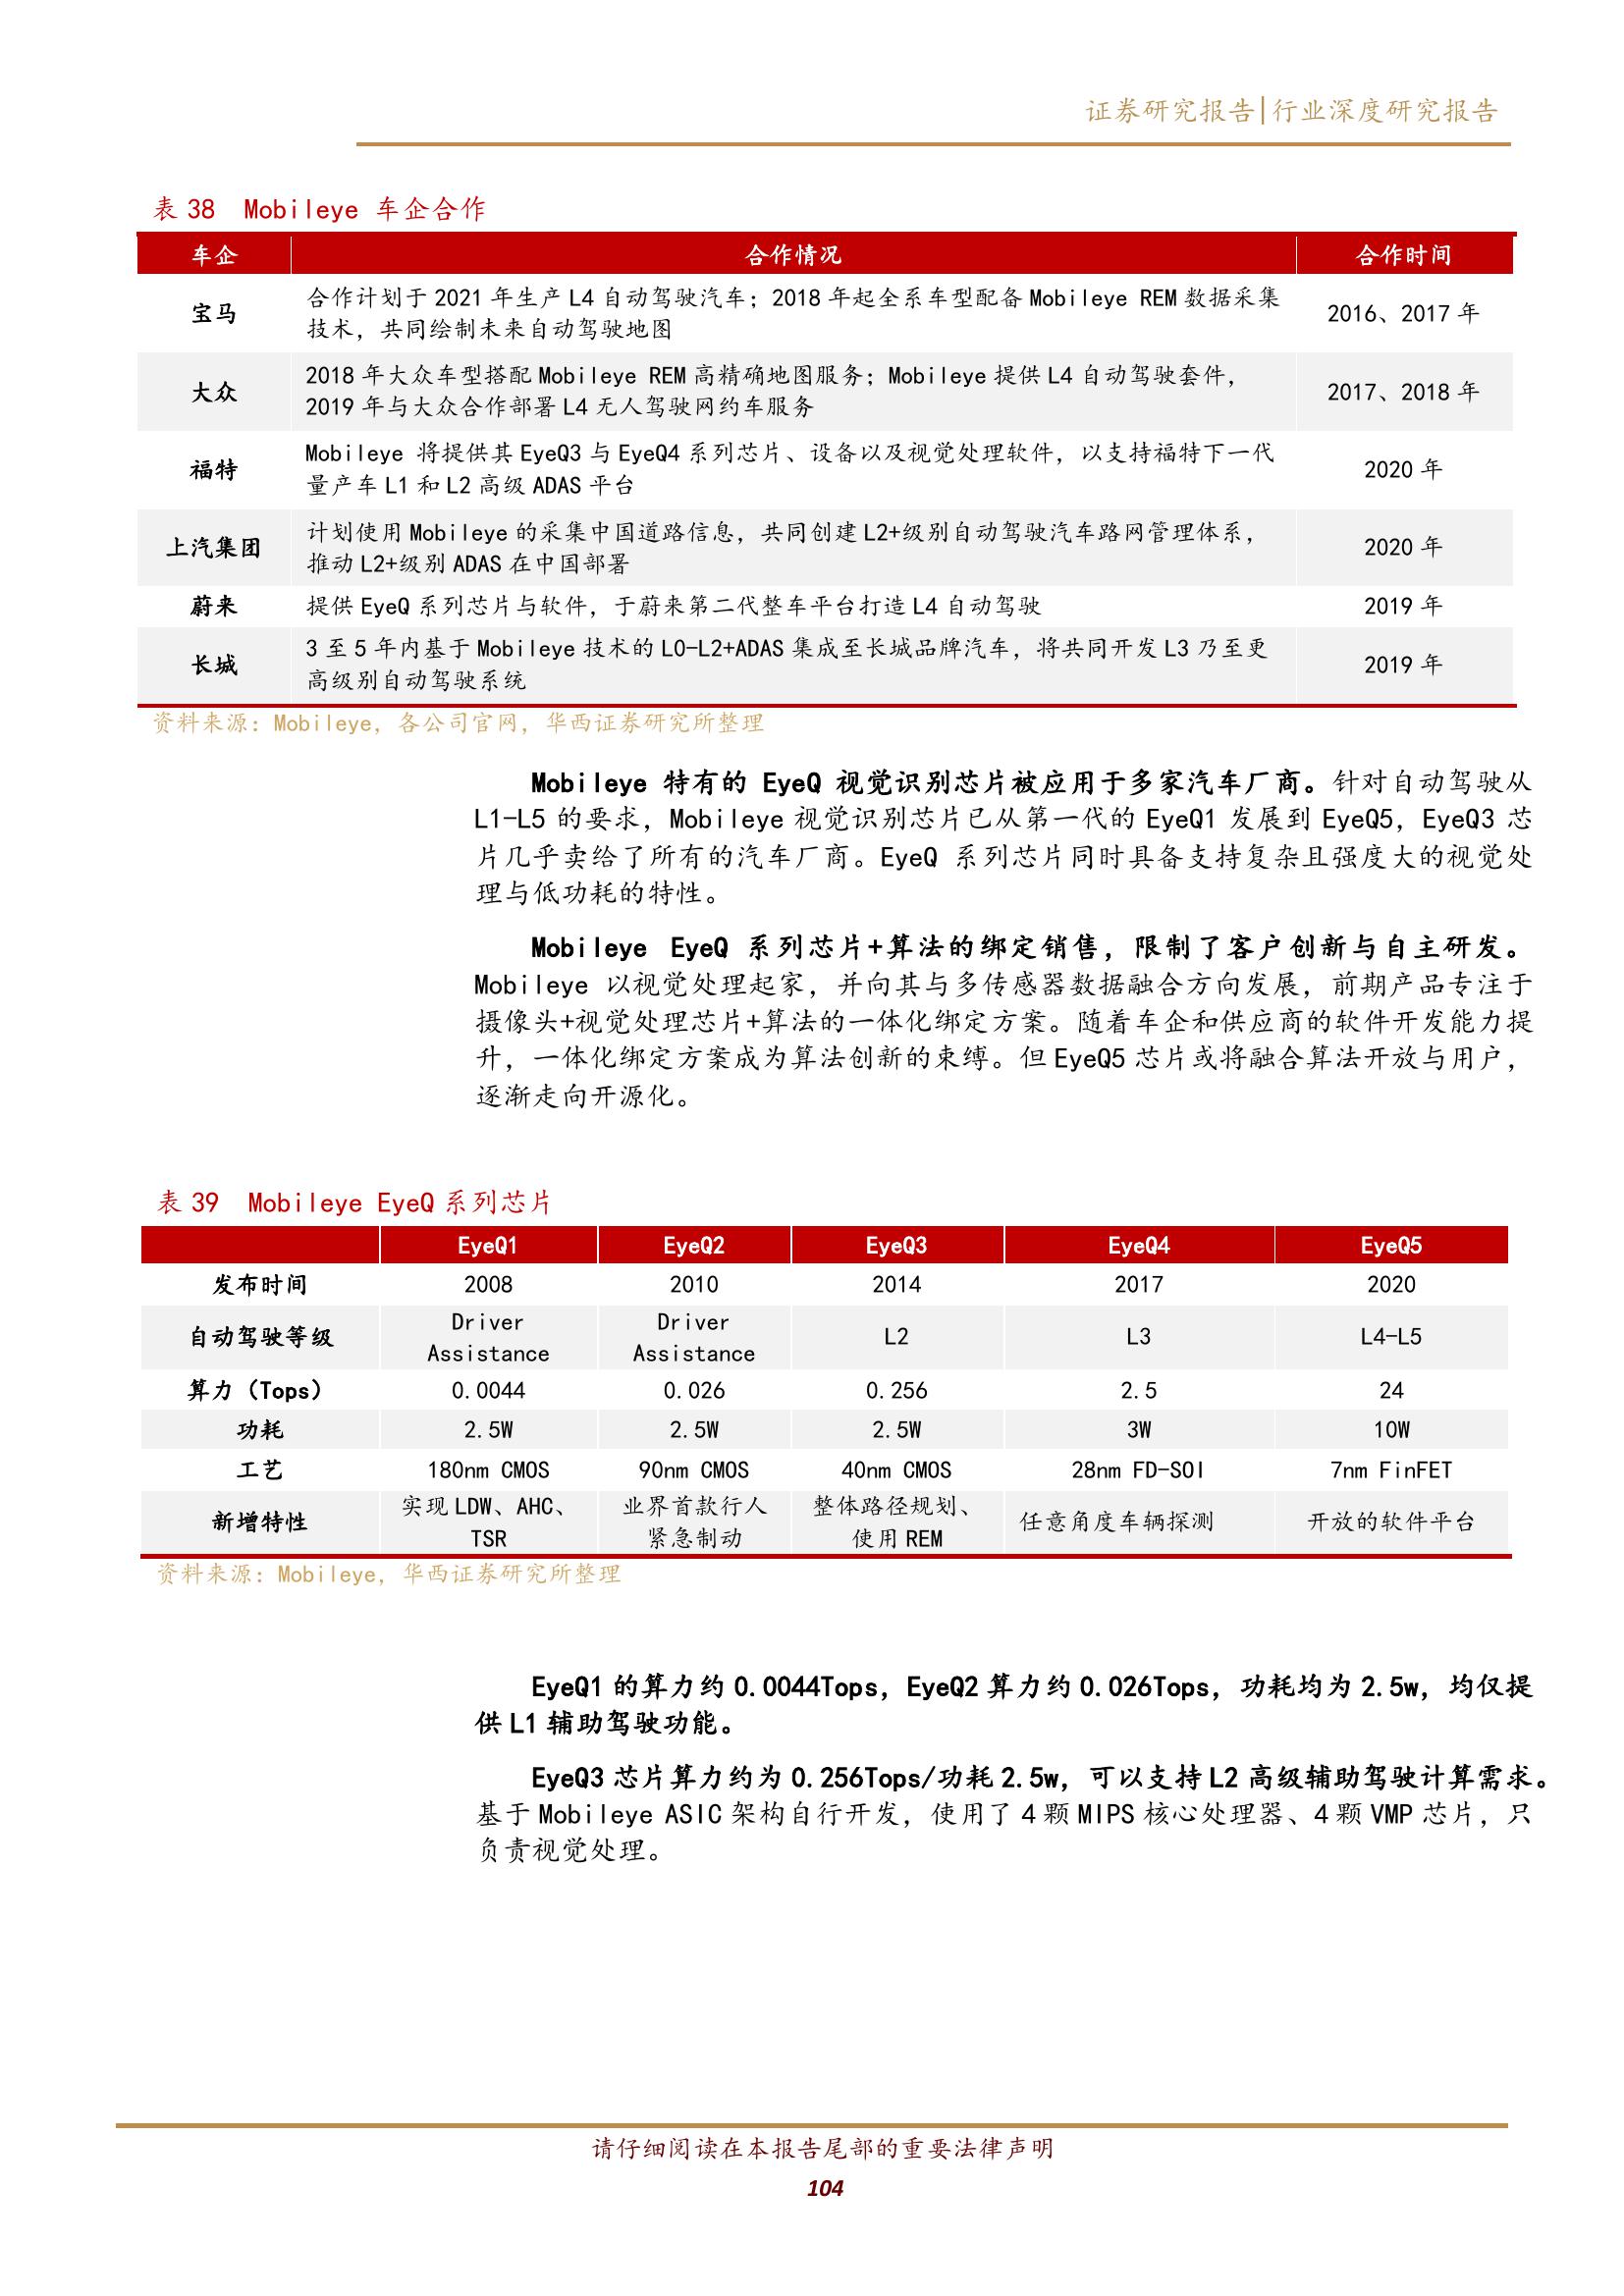 证券研究报告|行业深度研究报告
表 38 Mobileye 车企合作
车企 合作情况 合作时间
宝马 合作计划于 2021 年生产 L4 自动驾驶汽车；2018 年起全系车型配备 Mobileye REM 数据采集 2016、2017 年
技术，共同绘制未来自动驾驶地图
大众 2018 年大众车型搭配 Mobileye REM 高精确地图服务；Mobileye 提供 L4 自动驾驶套件， 2017、2018 年
2019 年与大众合作部署 L4 无人驾驶网约车服务
福特 Mobileye 将提供其 EyeQ3 与 EyeQ4 系列芯片、设备以及视觉处理软件，以支持福特下一代 2020 年
量产车 L1 和 L2 高级 ADAS 平台
上汽集团 计划使用 Mobileye 的采集中国道路信息，共同创建 L2+级别自动驾驶汽车路网管理体系， 2020 年
推动 L2+级别 ADAS 在中国部署
蔚来 提供 EyeQ 系列芯片与软件，于蔚来第二代整车平台打造 L4 自动驾驶 2019 年
长城 3 至 5 年内基于 Mobileye 技术的 L0-L2+ADAS 集成至长城品牌汽车，将共同开发 L3 乃至更 2019 年
高级别自动驾驶系统
资料来源：Mobileye，各公司官网，华西证券研究所整理
Mobileye 特有的 EyeQ 视觉识别芯片被应用于多家汽车厂商。针对自动驾驶从
L1-L5 的要求，Mobileye 视觉识别芯片已从第一代的 EyeQ1 发展到 EyeQ5，EyeQ3 芯
片几乎卖给了所有的汽车厂商。EyeQ 系列芯片同时具备支持复杂且强度大的视觉处
理与低功耗的特性。
Mobileye EyeQ 系列芯片+算法的绑定销售，限制了客户创新与自主研发。
Mobileye 以视觉处理起家，并向其与多传感器数据融合方向发展，前期产品专注于
摄像头+视觉处理芯片+算法的一体化绑定方案。随着车企和供应商的软件开发能力提
升，一体化绑定方案成为算法创新的束缚。但 EyeQ5 芯片或将融合算法开放与用户，
逐渐走向开源化。
表 39 Mobileye EyeQ 系列芯片
EyeQ1 EyeQ2 EyeQ3 EyeQ4 EyeQ5
发布时间 2008 2010 2014 2017 2020
自动驾驶等级 Driver Assistance Driver Assistance L2 L3 L4-L5
算力（Tops） 0.0044 0.026 0.256 2.5 24
功耗 2.5W 2.5W 2.5W 3W 10W
工艺 180nm CMOS 90nm CMOS 40nm CMOS 28nm FD-SOI 7nm FinFET
新增特性 实现 LDW、AHC、TSR 业界首款行人紧急制动 整体路径规划、使用 REM 任意角度车辆探测 开放的软件平台
资料来源：Mobileye，华西证券研究所整理
EyeQ1 的算力约 0.0044Tops，EyeQ2 算力约 0.026Tops，功耗均为 2.5w，均仅提
供 L1 辅助驾驶功能。
EyeQ3 芯片算力约为 0.256Tops/功耗 2.5w，可以支持 L2 高级辅助驾驶计算需求。
基于 Mobileye ASIC 架构自行开发，使用了 4 颗 MIPS 核心处理器、4 颗 VMP 芯片，只
负责视觉处理。
请仔细阅读在本报告尾部的重要法律声明
104